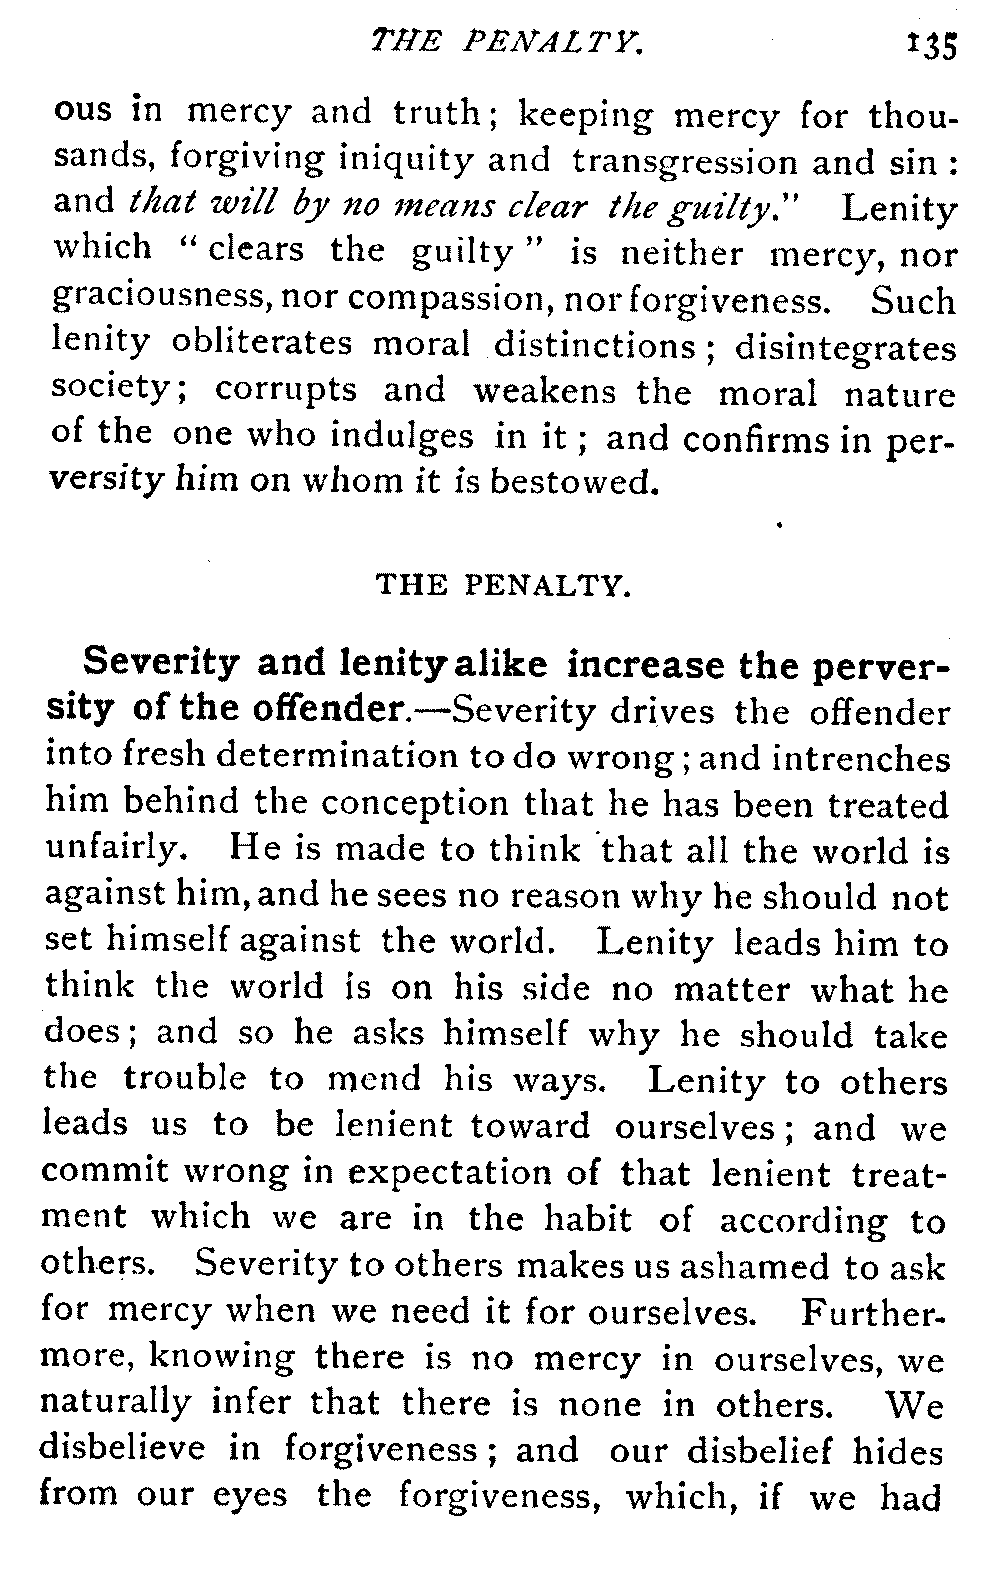 THE PENALTY. 135
ous in mercy and truth; keeping mercy for thou-
sands, forgiving iniquity and transgression and sin :
and that will by no means clear the guilty." Lenity
which " clears the guilty " is neither mercy, nor
graciousness, nor compassion, nor forgiveness. Such
lenity obliterates moral distinctions ; disintegrates
society; corrupts and weakens the moral nature
of the one who indulges in it ; and confirms in per-
versity him on whom it is bestowed.
THE PENALTY.
Severity and lenity alike increase the perver-
sity of the offender.—Severity drives the offender
into fresh determination to do wrong ; and intrenches
him behind the conception that he has been treated
unfairly. He is made to think that all the world is
against him, and he sees no reason why he should not
set himself against the world. Lenity leads him to
think the world is on his side no matter what he
does ; and so he asks himself why he should take
the trouble to mend his ways. Lenity to others
leads us to be lenient toward ourselves ; and we
commit wrong in expectation of that lenient treat-
ment which we are in the habit of according to
others. Severity to others makes us ashamed to ask
for mercy when we need it for ourselves. Further-
more, knowing there is no mercy in ourselves, we
naturally infer that there is none in others. We
disbelieve in forgiveness ; and our disbelief hides
from our eyes the forgiveness, which, if we had